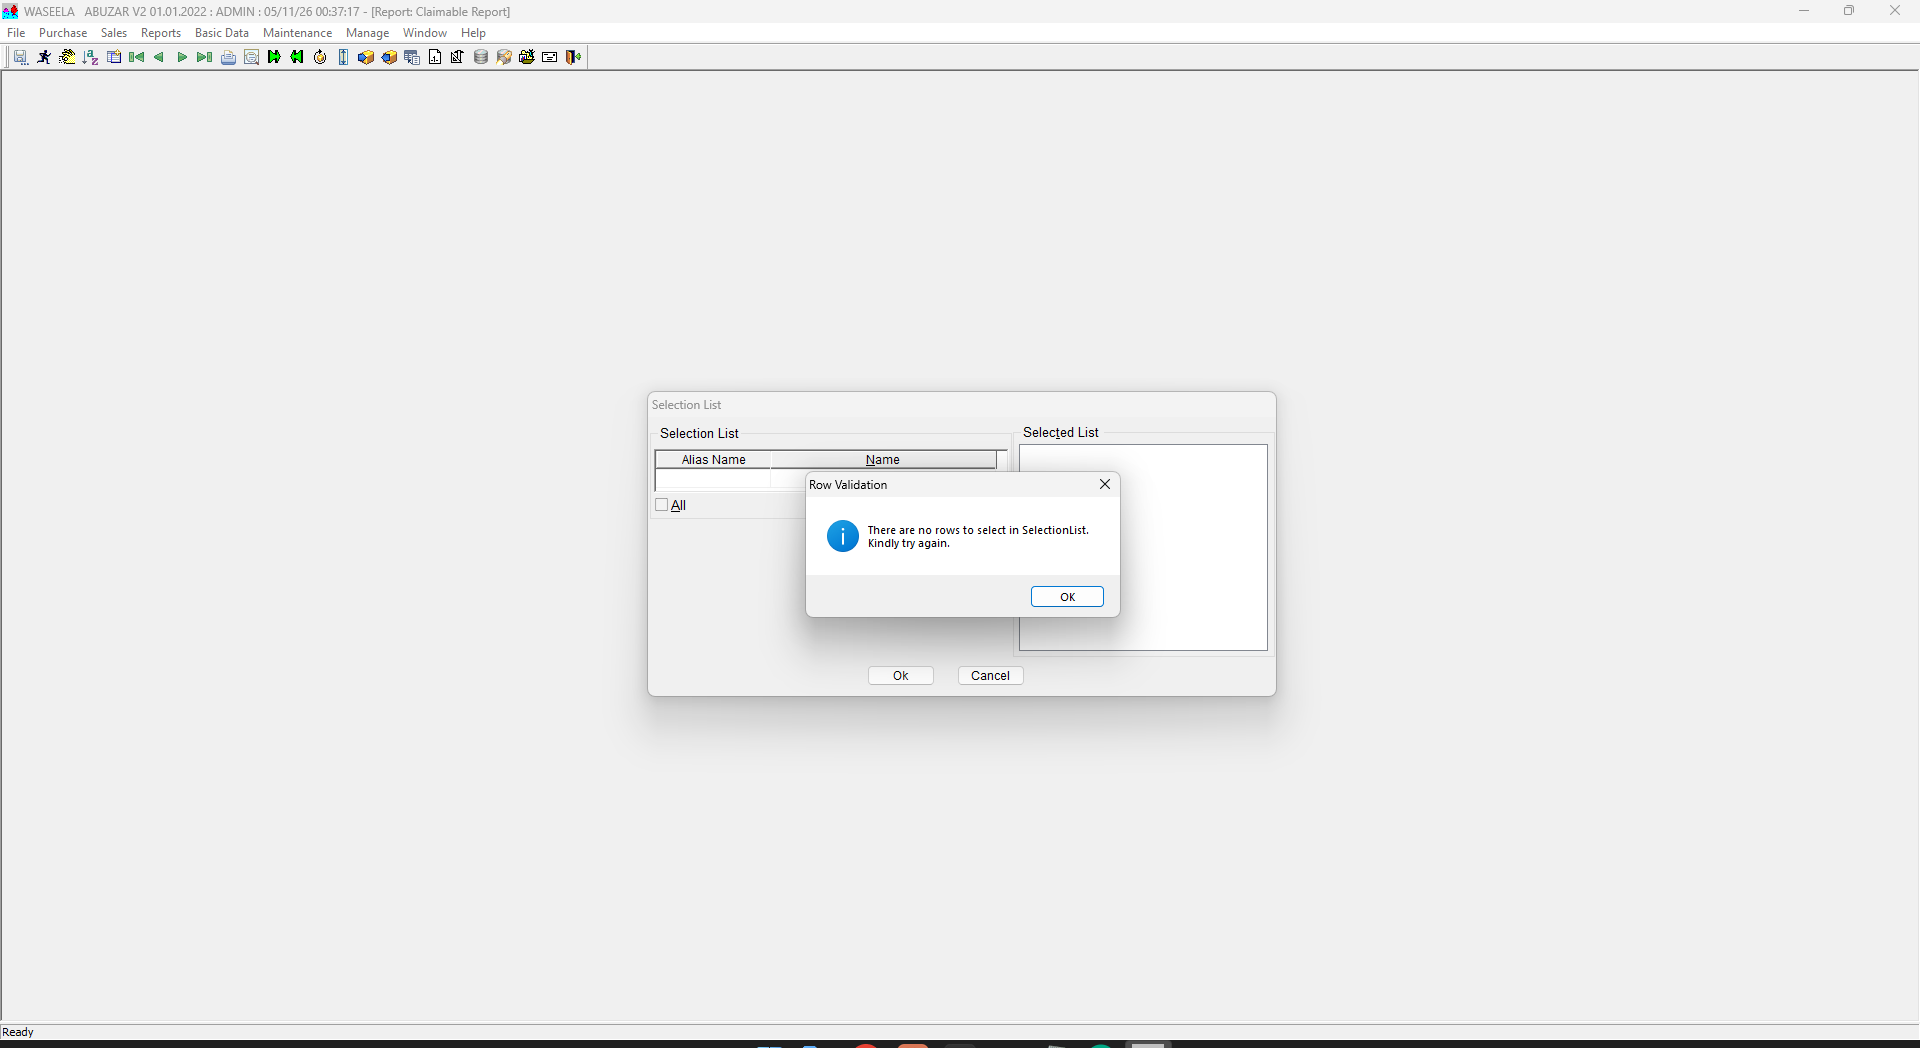 WASEELA ABUZAR V2 01.01.2022 : ADMIN : 05/11/26 00:37:17 - [Report: Claimable Report]
File Purchase Sales Reports Basic Data Maintenance Manage Window Help
Selection List
Selection List
Selected List
Alias Name Name
All
Row Validation
There are no rows to select in SelectionList.
Kindly try again.
OK
Ok Cancel
Ready